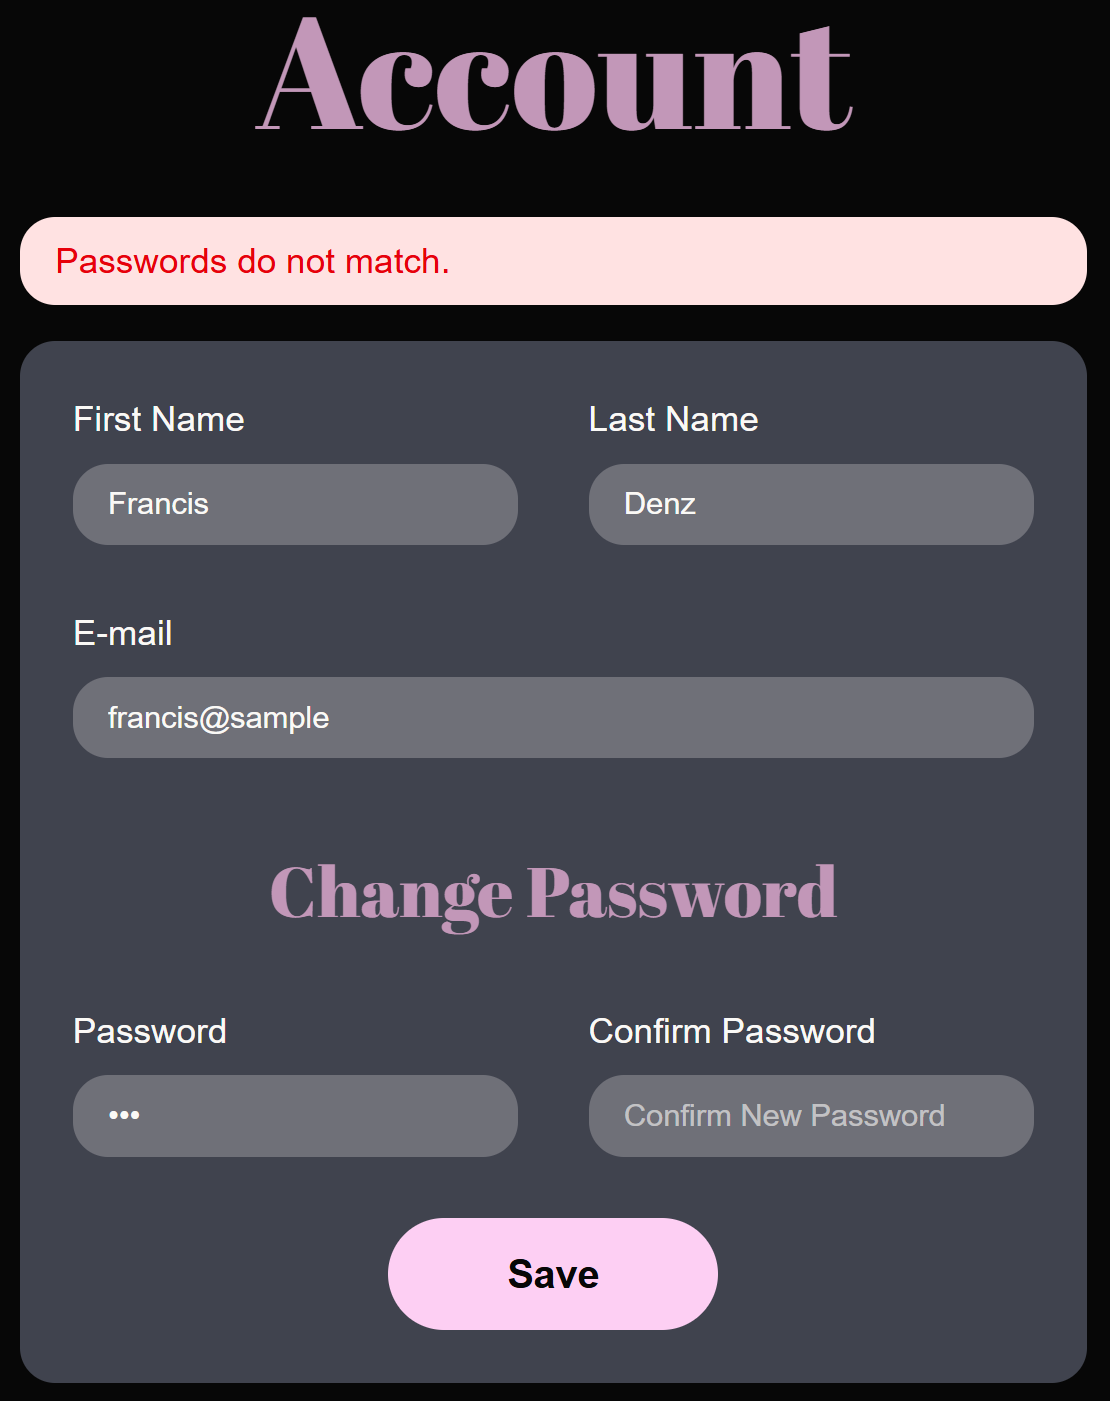 Account
Passwords do not match.
First Name
Last Name
Francis
Denz
E-mail
francis@sample
Change Password
Password
Confirm Password
•••
Confirm New Password
Save